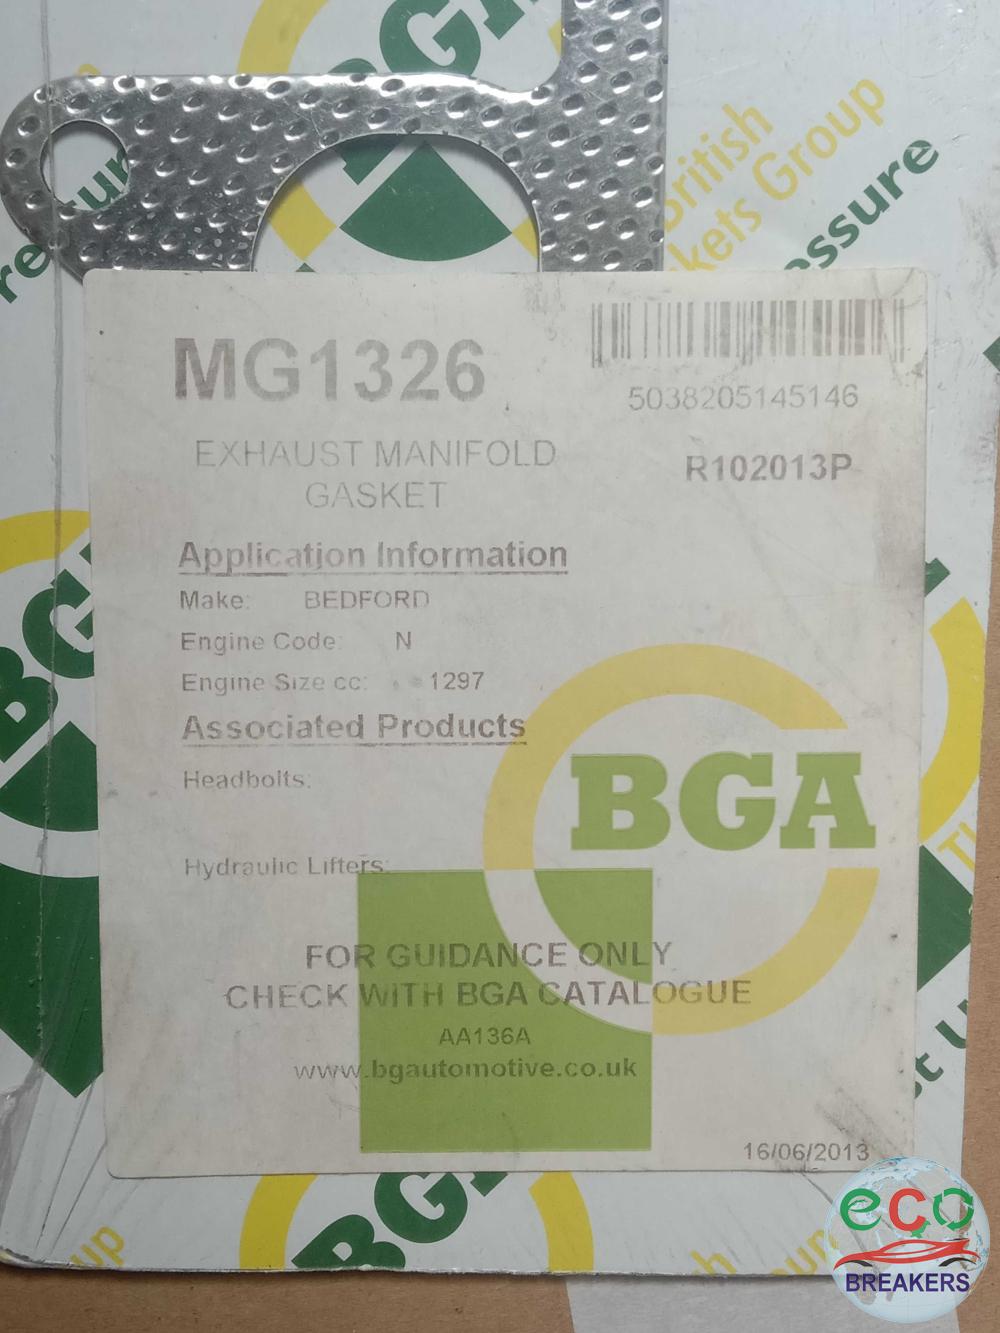 BGA
British
Gaskets Group
MG1326
5038205145146
EXHAUST MANIFOLD
GASKET
R102013P
Application Information
Make: BEDFORD
Engine Code: N
Engine Size cc: 1297
Associated Products
Headbolts:
BGA
Hydraulic Lifters:
FOR GUIDANCE ONLY
CHECK WITH BGA CATALOGUE
AA136A
www.bgautomotive.co.uk
16/06/2013
BGA
eco
BREAKERS